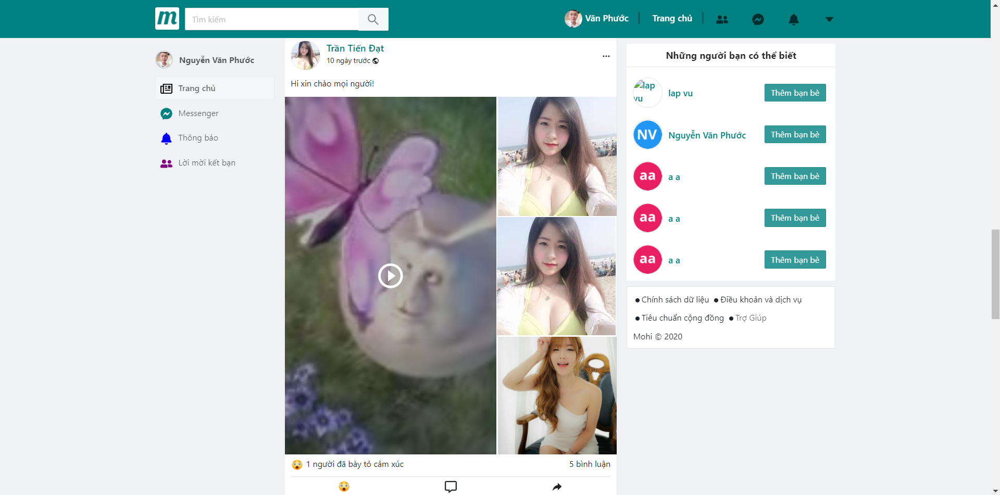 m
Tìm kiếm
Văn Phước
Trang chủ
Nguyễn Văn Phước
Trang chủ
Messenger
Thông báo
Lời mời kết bạn
Trần Tiến Đạt
10 ngày trước
Hi xin chào mọi người!
1 người đã bày tỏ cảm xúc
5 bình luận
Những người bạn có thể biết
lap
vu
lap vu
Thêm bạn bè
NV
Nguyễn Văn Phước
Thêm bạn bè
aa
a a
Thêm bạn bè
aa
a a
Thêm bạn bè
aa
a a
Thêm bạn bè
Chính sách dữ liệu
Điều khoản và dịch vụ
Tiêu chuẩn cộng đồng
Trợ Giúp
Mohi © 2020